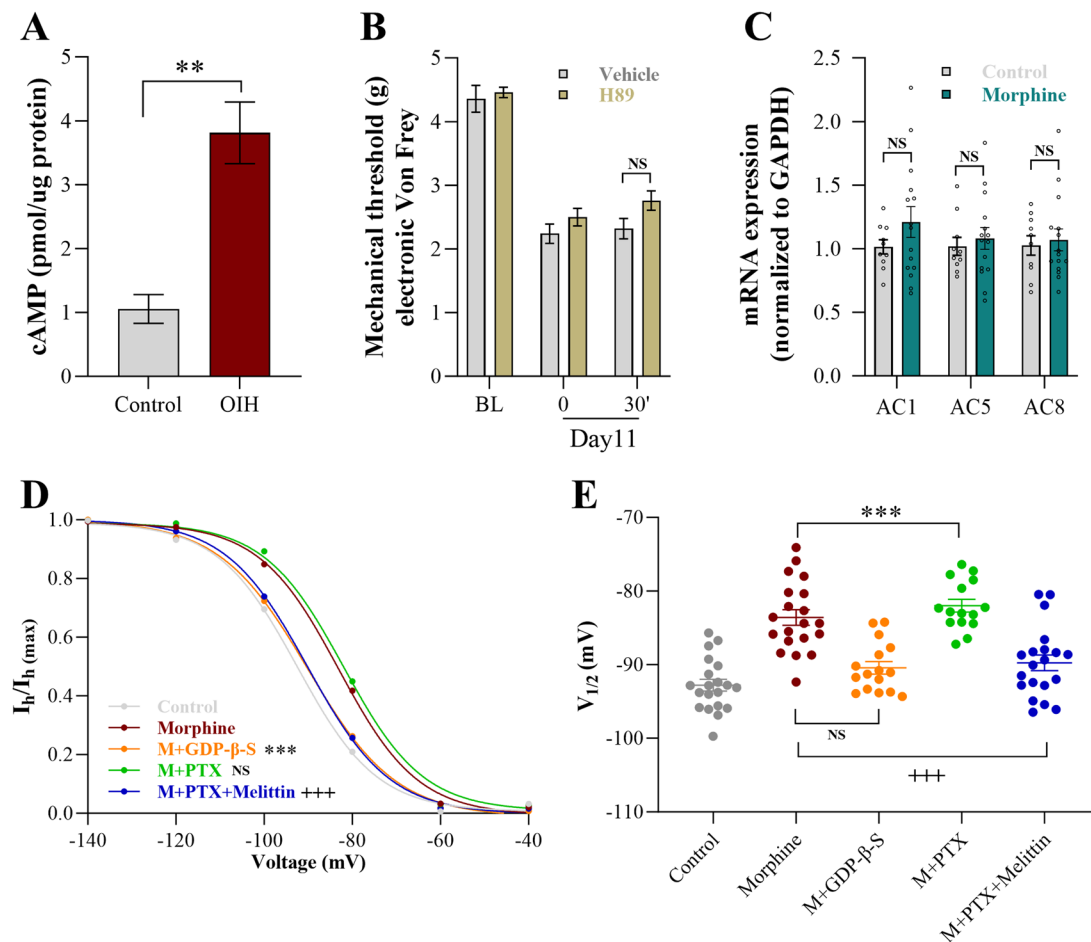 A
cAMP (pmol/ug protein)
5
4
3
2
1
0
**
Control
OIH
B
Mechanical threshold (g)
electronic Von Frey
5
4
3
2
1
0
Vehicle
H89
NS
BL
0
30'
Day11
C
mRNA expression
(normalized to GAPDH)
2.5
2.0
1.5
1.0
0.5
0.0
Control
Morphine
NS
NS
NS
AC1
AC5
AC8
D
Ih/Ih (max)
1.0
0.8
0.6
0.4
0.2
0.0
Control
Morphine
M+GDP-β-S ***
M+PTX NS
M+PTX+Melittin +++
-140
-120
-100
-80
-60
-40
Voltage (mV)
E
V1/2 (mV)
-70
-80
-90
-100
-110
***
NS
+++
Control
Morphine
M+GDP-β-S
M+PTX
M+PTX+Melittin